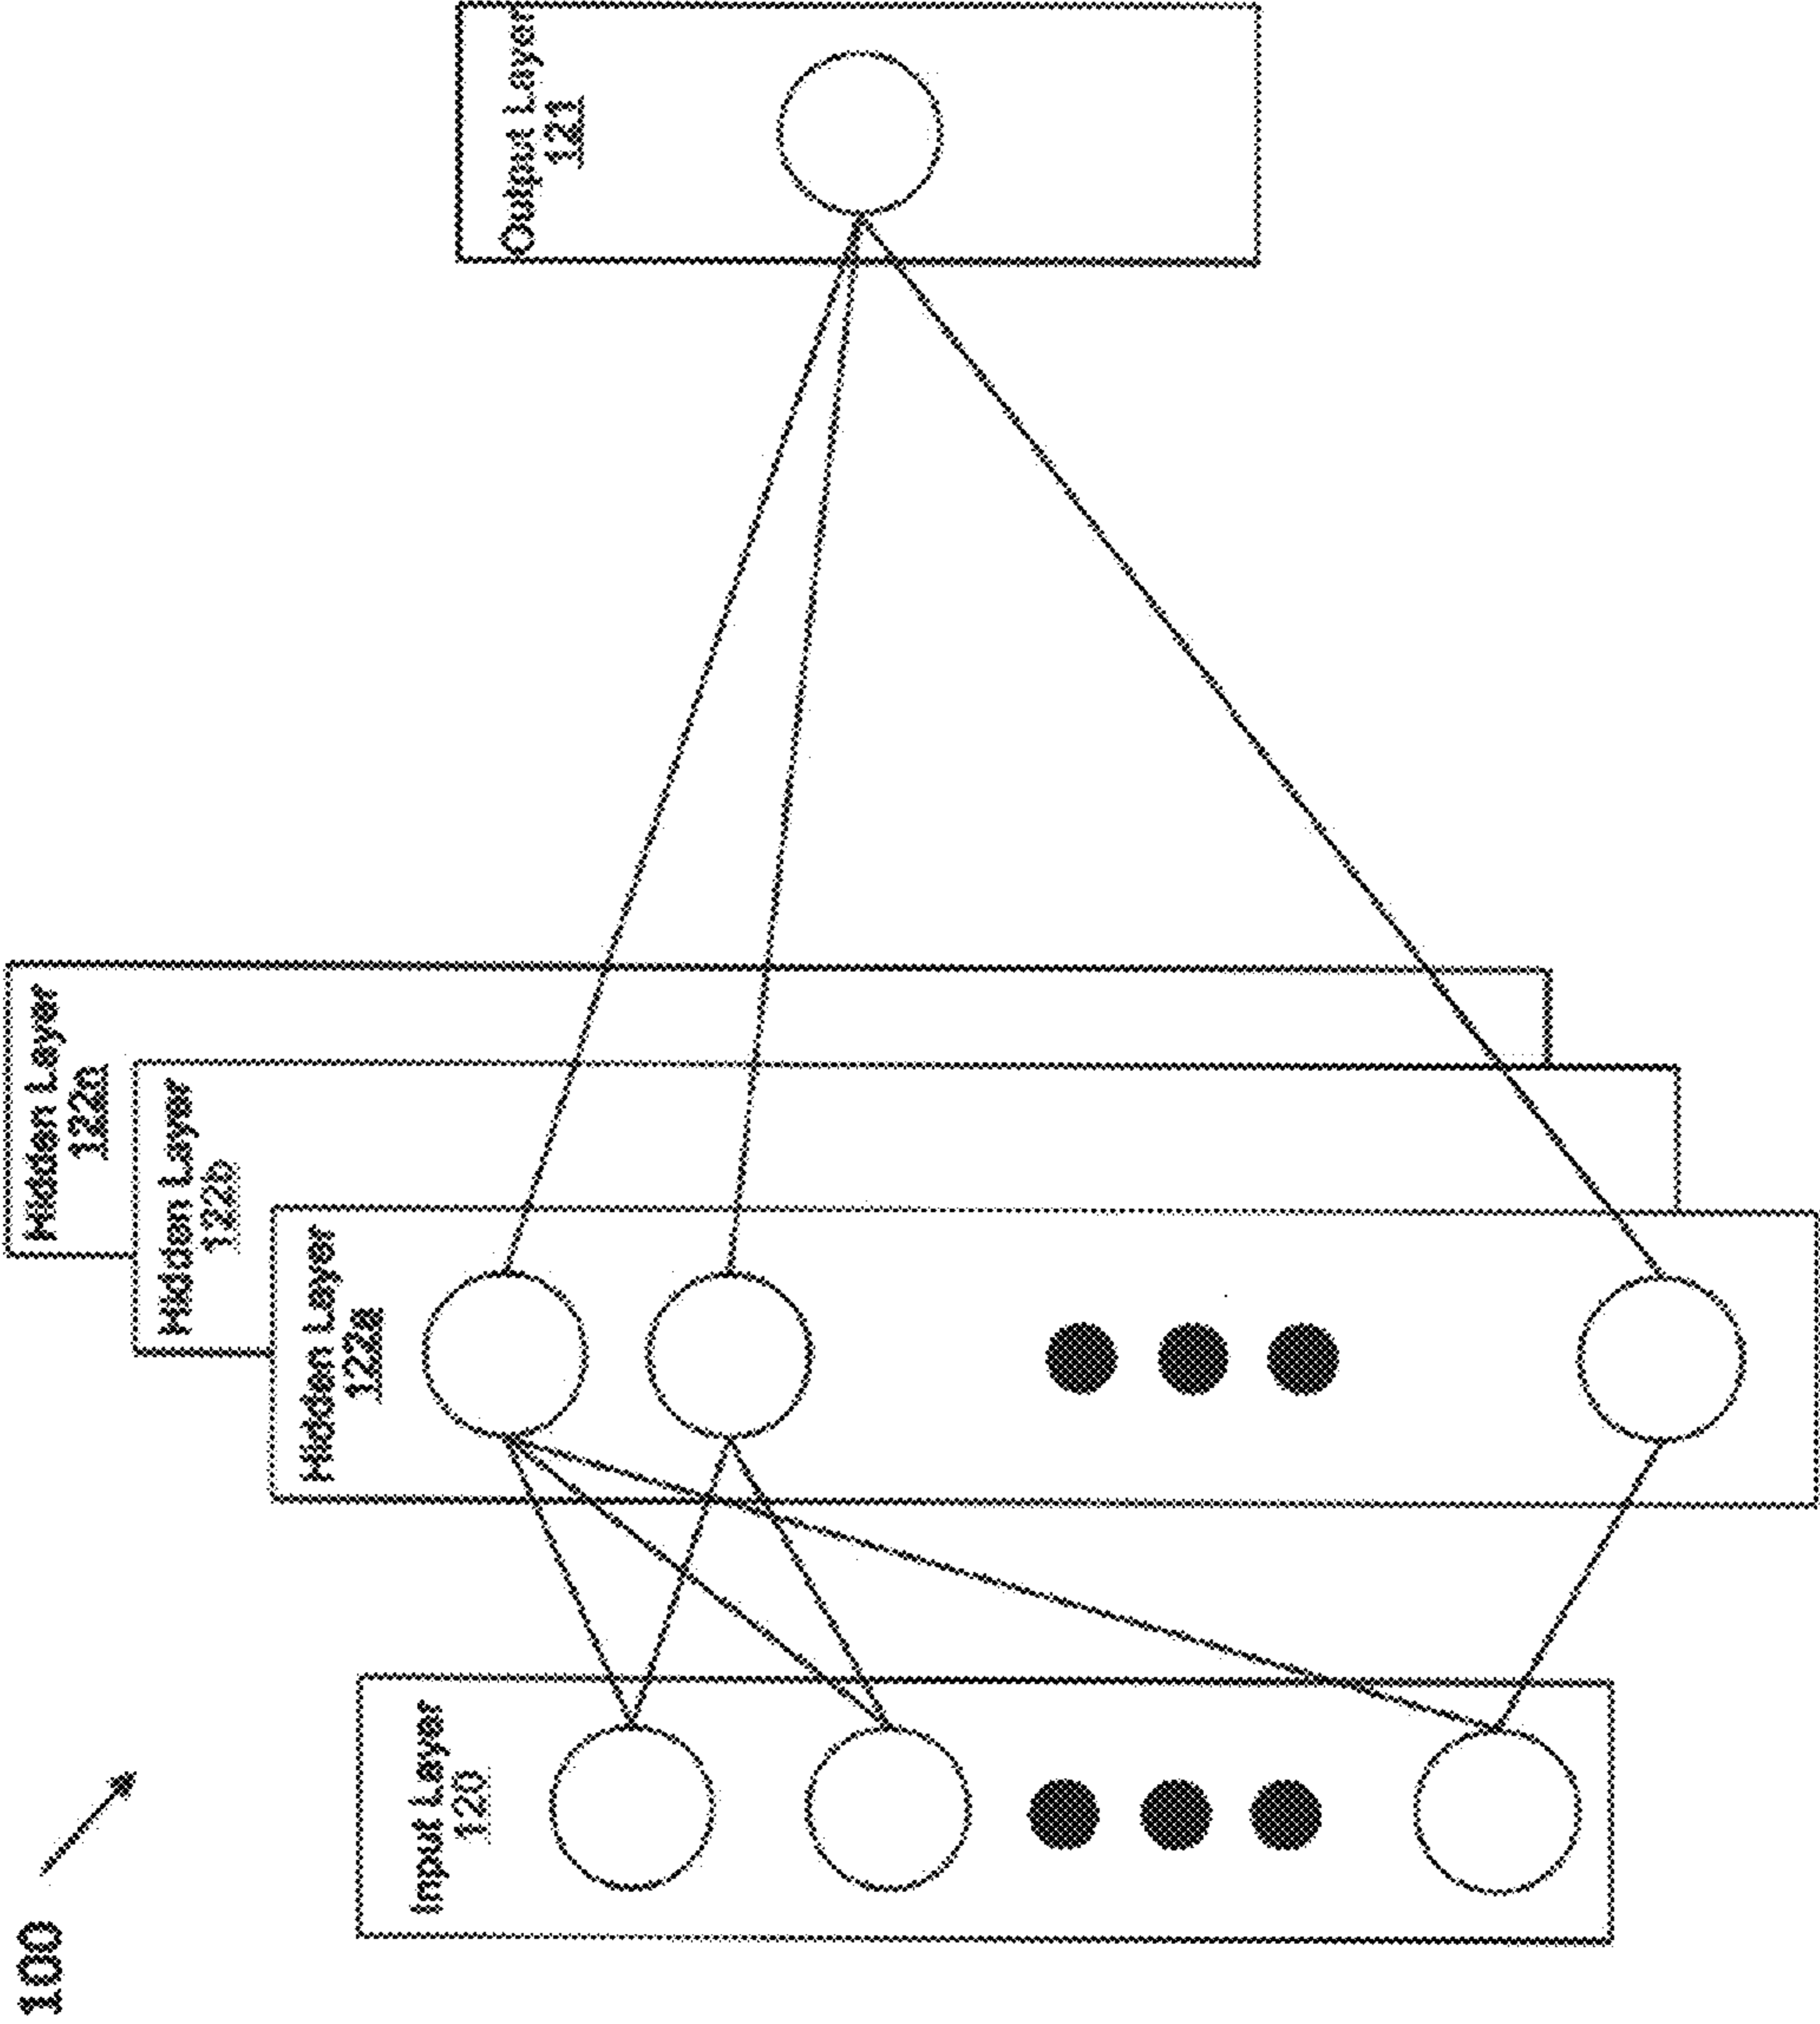 100
Input Layer
120
Hidden Layer
122a
Hidden Layer
122b
Hidden Layer
122n
Output Layer
121